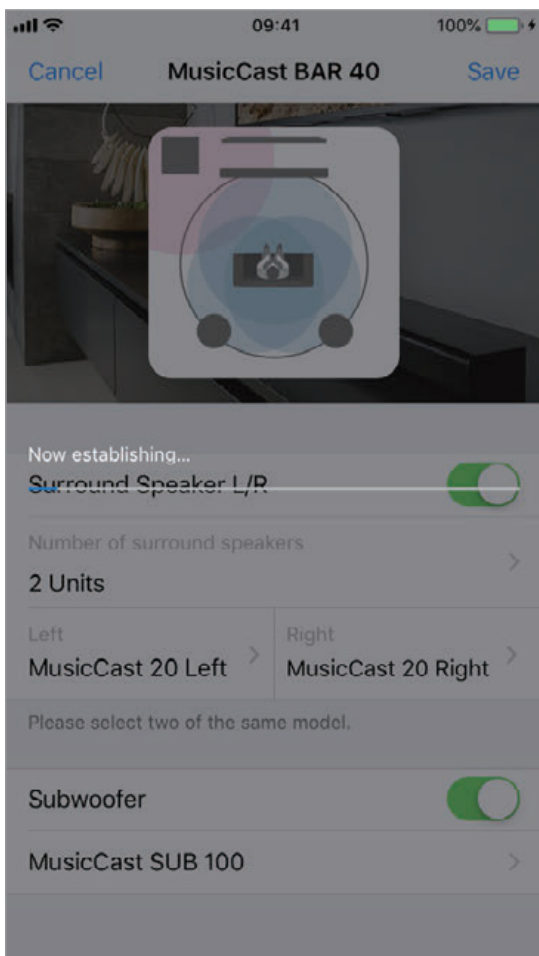 09:41 100%
Cancel MusicCast BAR 40 Save
Now establishing...
Surround Speaker L/R
Number of surround speakers
2 Units
Left Right
MusicCast 20 Left MusicCast 20 Right
Please select two of the same model.
Subwoofer
MusicCast SUB 100